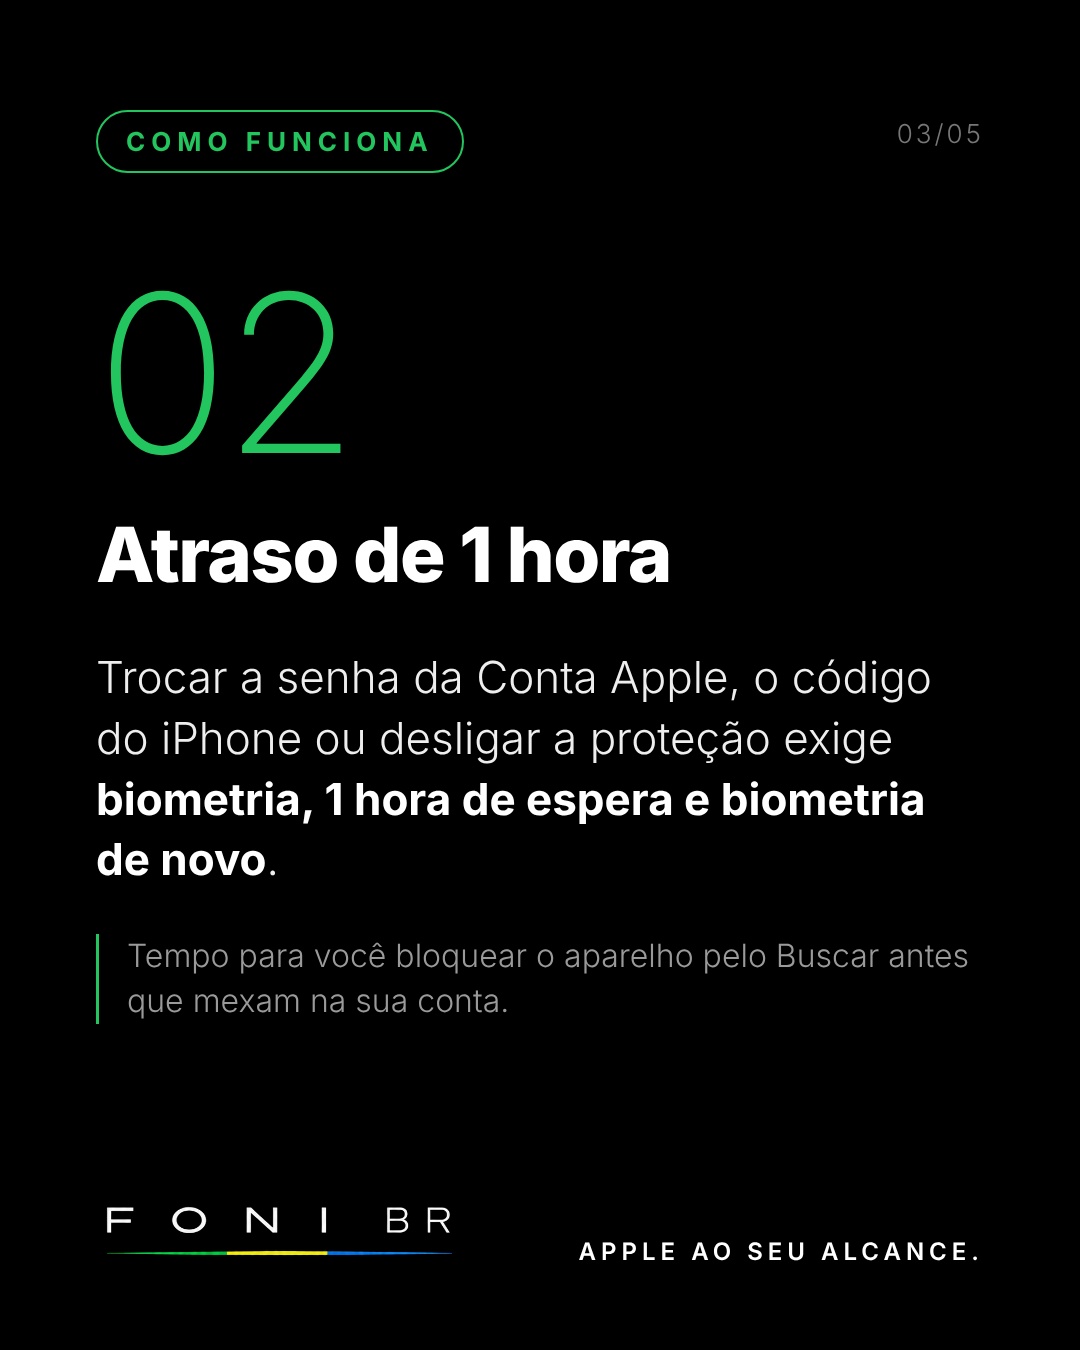 COMO FUNCIONA
03/05
02
Atraso de 1 hora
Trocar a senha da Conta Apple, o código
do iPhone ou desligar a proteção exige
biometria, 1 hora de espera e biometria
de novo.
Tempo para você bloquear o aparelho pelo Buscar antes
que mexam na sua conta.
FONI BR
APPLE AO SEU ALCANCE.